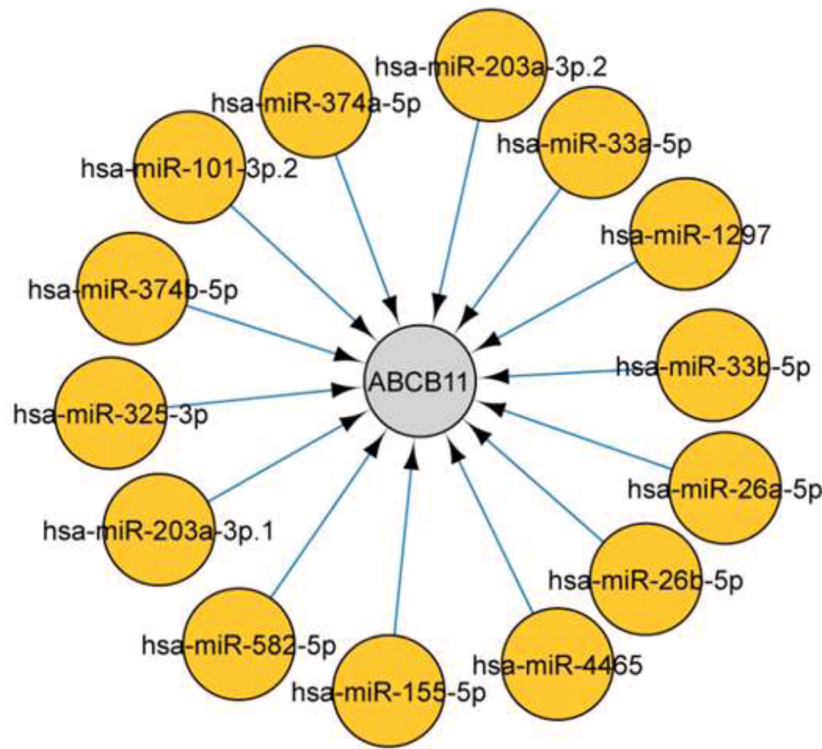 hsa-miR-203a-3p.2
hsa-miR-374a-5p
hsa-miR-33a-5p
hsa-miR-101-3p.2
hsa-miR-1297
hsa-miR-374b-5p
hsa-miR-33b-5p
ABCB11
hsa-miR-325-3p
hsa-miR-26a-5p
hsa-miR-203a-3p.1
hsa-miR-26b-5p
hsa-miR-582-5p
hsa-miR-4465
hsa-miR-155-5p